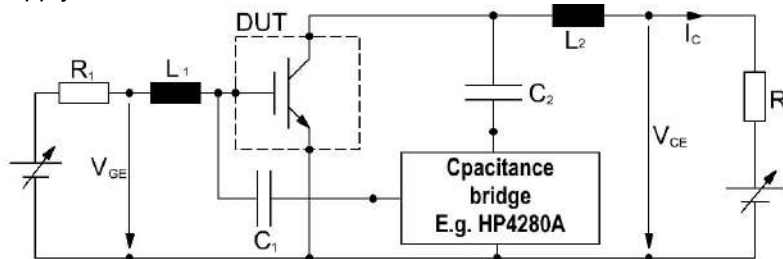 DUT
R1
L1
L2
IC
R
C2
VGE
VCE
C1
Cpacitance
bridge
E.g. HP4280A